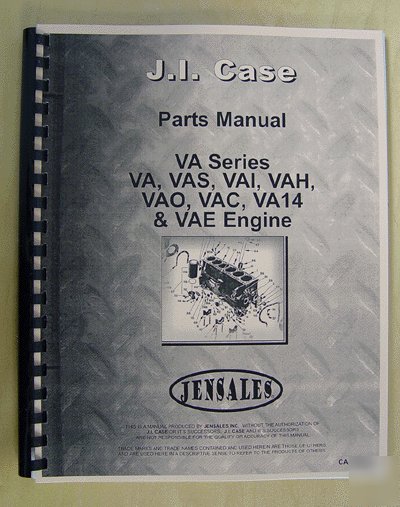 J.I. Case
Parts Manual
VA Series
VA, VAS, VAI, VAH,
VAO, VAC, VA14
& VAE Engine
JENSALES
THIS IS A MANUAL PRODUCED BY JENSALES INC. WITHOUT THE AUTHORIZATION OF
J.I. CASE OR IT'S SUCCESSORS. J.I. CASE AND IT'S SUCCESSORS
ARE NOT RESPONSIBLE FOR THE QUALITY OR ACCURACY OF THIS MANUAL.
TRADE MARKS AND TRADE NAMES CONTAINED AND USED HEREIN ARE THOSE OF OTHERS,
AND ARE USED HERE IN A DESCRIPTIVE SENSE TO REFER TO THE PRODUCTS OF OTHERS.
CA